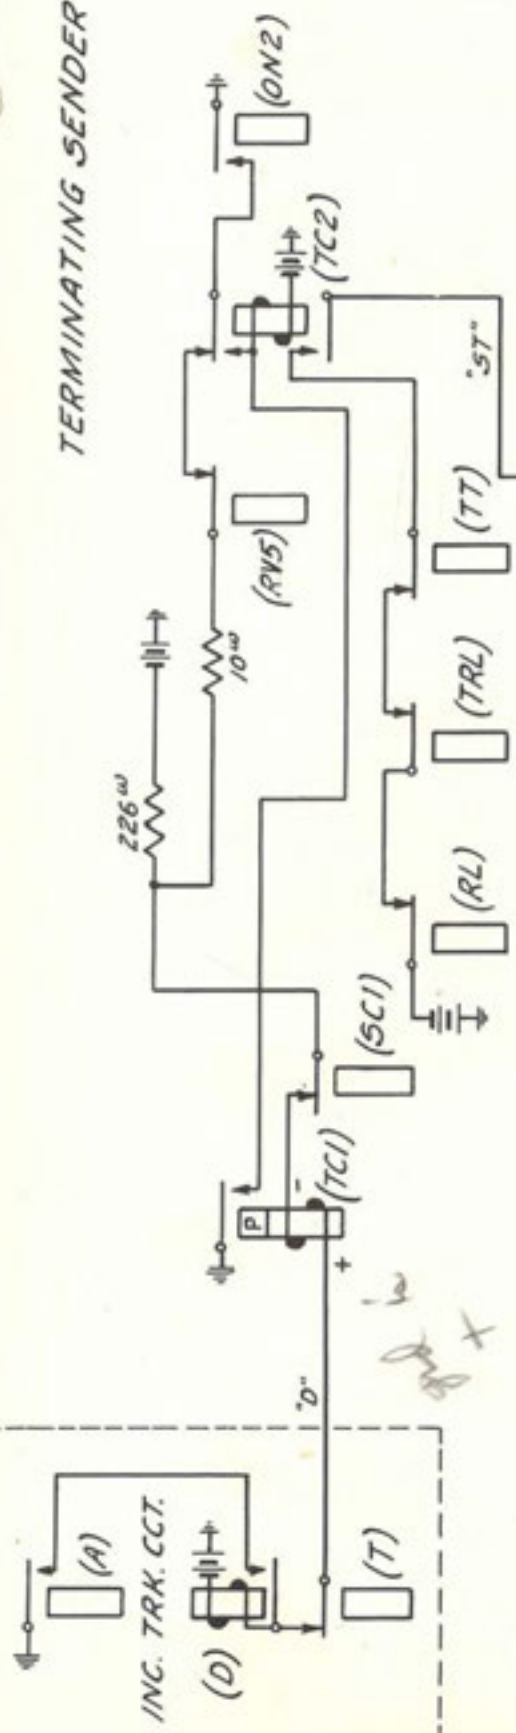 TERMINATING SENDER
(ON2)
(TC2)
"ST"
(RV5)
10ω
226ω
(TT)
(TRL)
(RL)
(SC1)
P
-
(TC1)
+
"D"
INC. TRK. CCT.
(A)
(D)
(T)